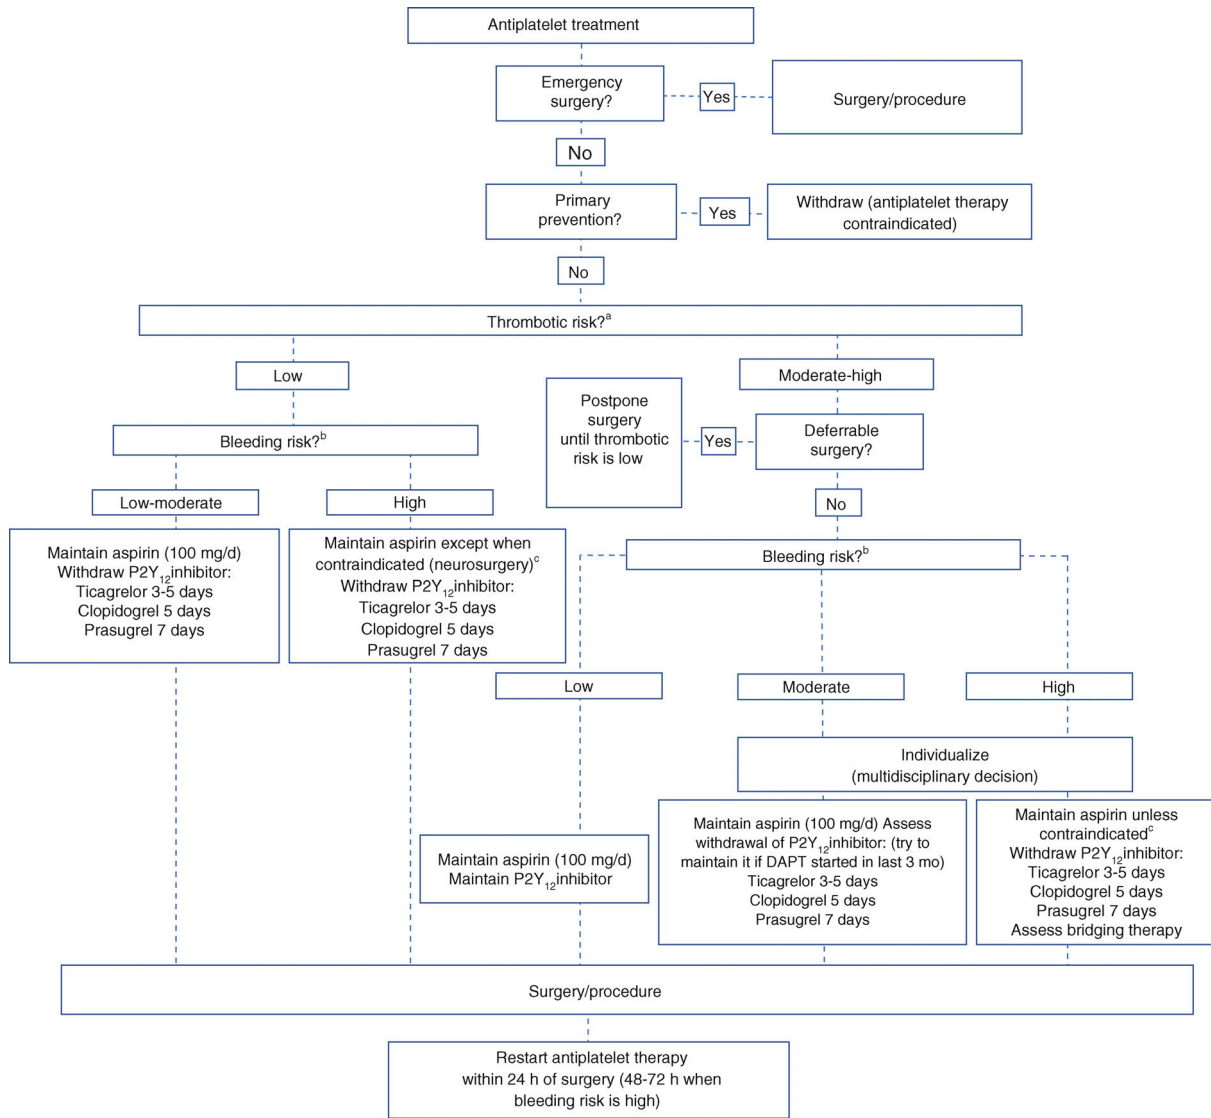 Antiplatelet treatment
Emergency
surgery?
Yes
Surgery/procedure
No
Primary
prevention?
Yes
Withdraw (antiplatelet therapy
contraindicated)
No
Thrombotic risk?a
Low
Moderate-high
Postpone
surgery
until thrombotic
risk is low
Yes
Deferrable
surgery?
Bleeding risk?b
Low-moderate
High
No
Maintain aspirin (100 mg/d)
Withdraw P2Y12inhibitor:
Ticagrelor 3-5 days
Clopidogrel 5 days
Prasugrel 7 days
Maintain aspirin except when
contraindicated (neurosurgery)c
Withdraw P2Y12inhibitor:
Ticagrelor 3-5 days
Clopidogrel 5 days
Prasugrel 7 days
Bleeding risk?b
Low
Moderate
High
Individualize
(multidisciplinary decision)
Maintain aspirin (100 mg/d)
Maintain P2Y12inhibitor
Maintain aspirin (100 mg/d) Assess
withdrawal of P2Y12inhibitor: (try to
maintain it if DAPT started in last 3 mo)
Ticagrelor 3-5 days
Clopidogrel 5 days
Prasugrel 7 days
Maintain aspirin unless
contraindicatedc
Withdraw P2Y12inhibitor:
Ticagrelor 3-5 days
Clopidogrel 5 days
Prasugrel 7 days
Assess bridging therapy
Surgery/procedure
Restart antiplatelet therapy
within 24 h of surgery (48-72 h when
bleeding risk is high)